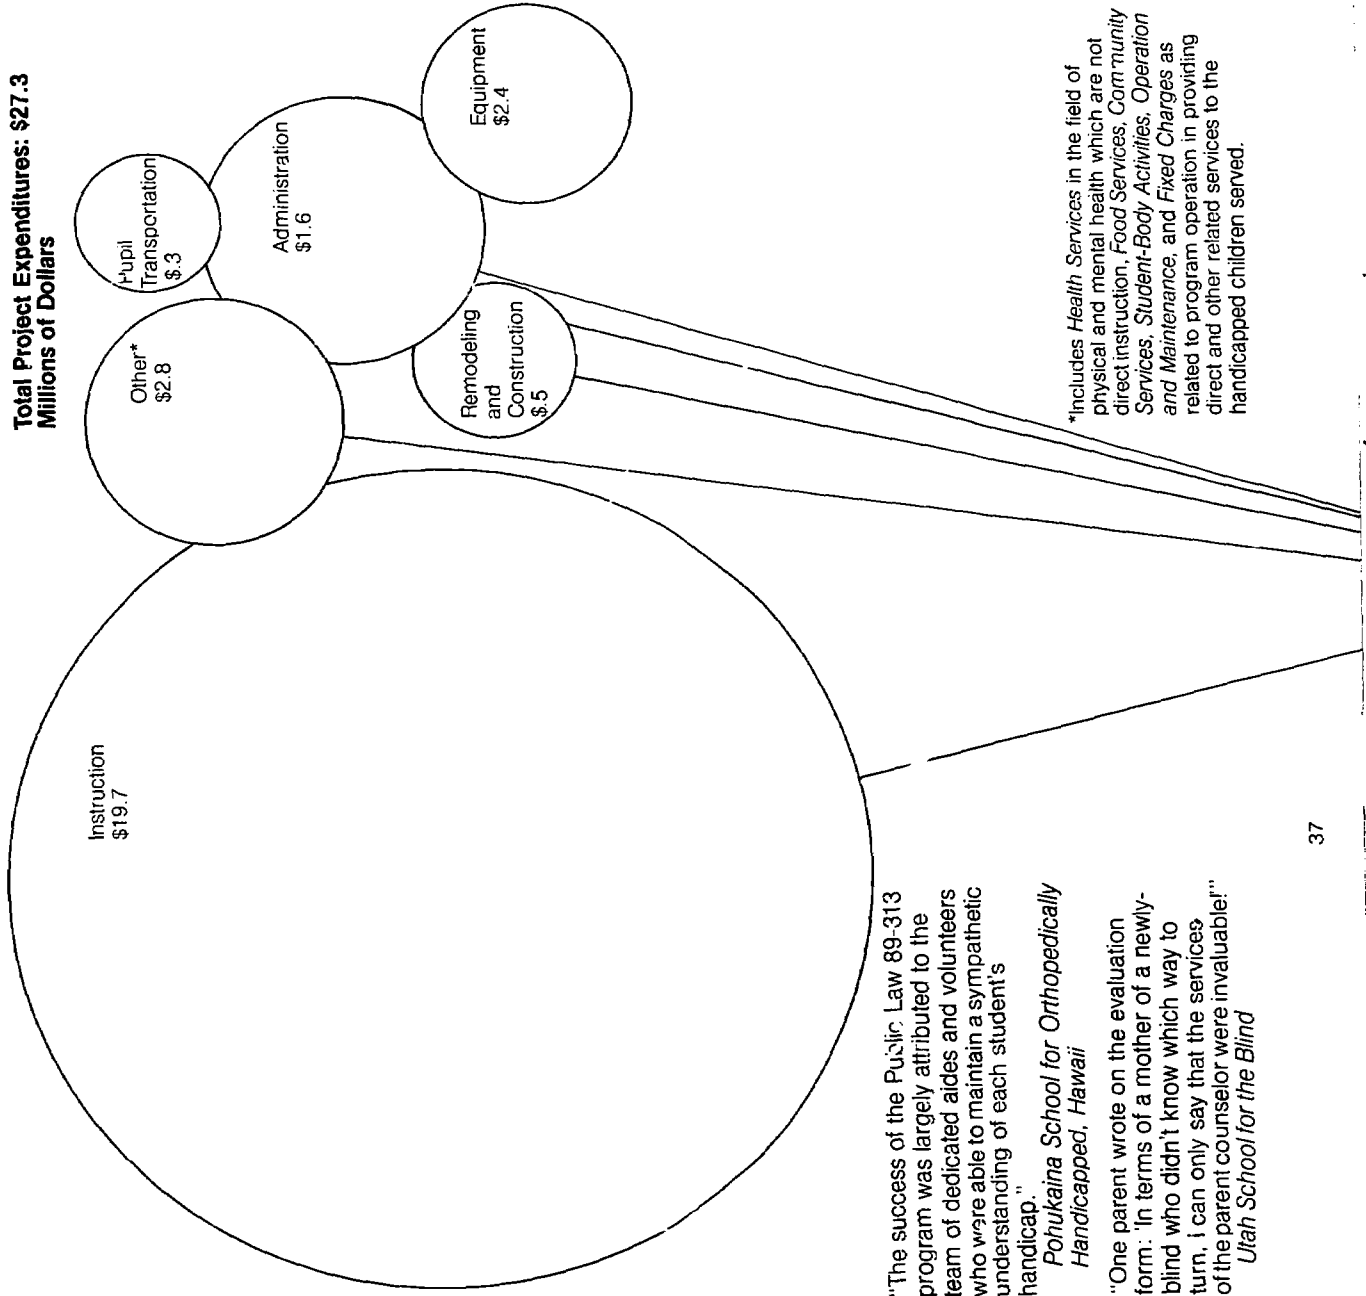 Total Project Expenditures: $27.3
Millions of Dollars
Instruction
$19.7
Other*
$2.8
Pupil
Transportation
$.3
Administration
$1.6
Remodeling
and
Construction
$.5
Equipment
$2.4
"The success of the Public Law 89-313
program was largely attributed to the
team of dedicated aides and volunteers
who were able to maintain a sympathetic
understanding of each student's
handicap."
Pohukaina School for Orthopedically
Handicapped, Hawaii
"One parent wrote on the evaluation
form: 'In terms of a mother of a newly-
blind who didn't know which way to
turn, I can only say that the services
of the parent counselor were invaluable!'"
Utah School for the Blind
*Includes Health Services in the field of
physical and mental health which are not
direct instruction, Food Services, Community
Services, Student-Body Activities, Operation
and Maintenance, and Fixed Charges as
related to program operation in providing
direct and other related services to the
handicapped children served.
37